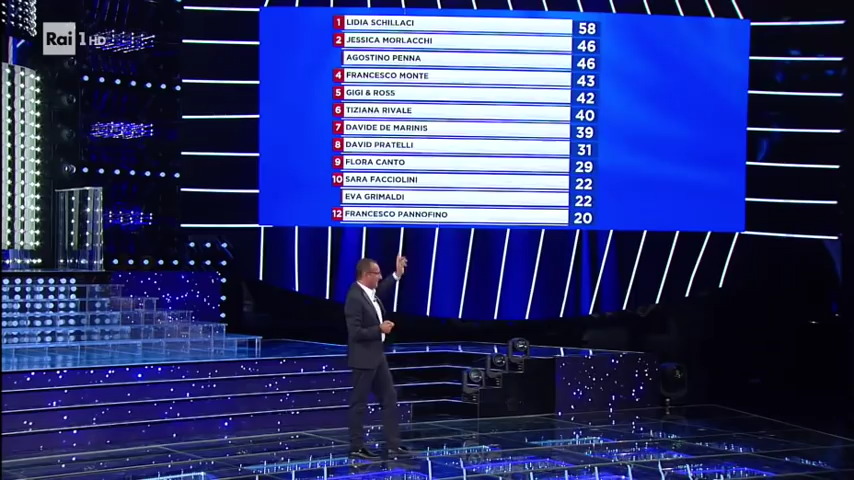 Rai 1 HD
1 LIDIA SCHILLACI 58
2 JESSICA MORLACCHI 46
AGOSTINO PENNA 46
4 FRANCESCO MONTE 43
5 GIGI & ROSS 42
6 TIZIANA RIVALE 40
7 DAVIDE DE MARINIS 39
8 DAVID PRATELLI 31
9 FLORA CANTO 29
10 SARA FACCIOLINI 22
EVA GRIMALDI 22
12 FRANCESCO PANNOFINO 20